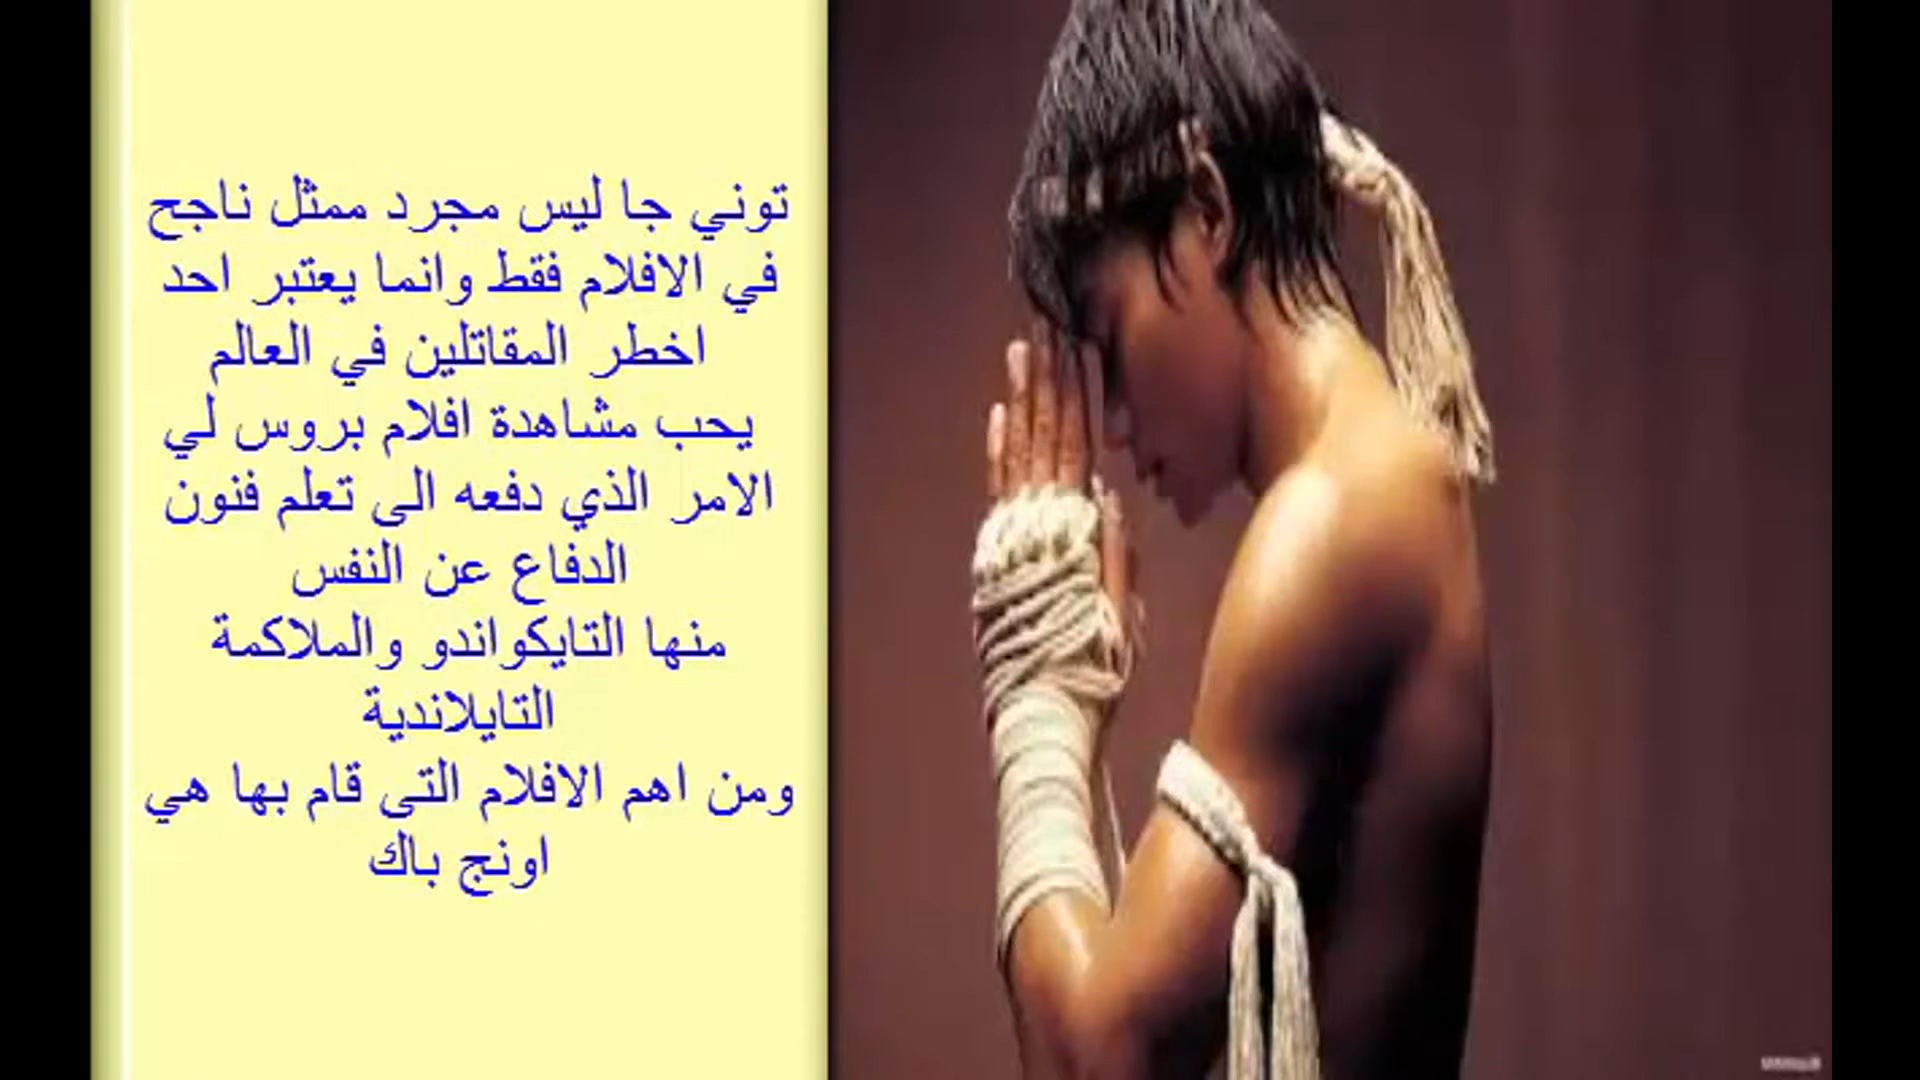 توني جا ليس مجرد ممثل ناجح
في الافلام فقط وانما يعتبر احد
اخطر المقاتلين في العالم
يحب مشاهدة افلام بروس لي
الامر الذي دفعه الى تعلم فنون
الدفاع عن النفس
منها التايكواندو والملاكمة
التايلاندية
ومن اهم الافلام التى قام بها هي
اونج باك